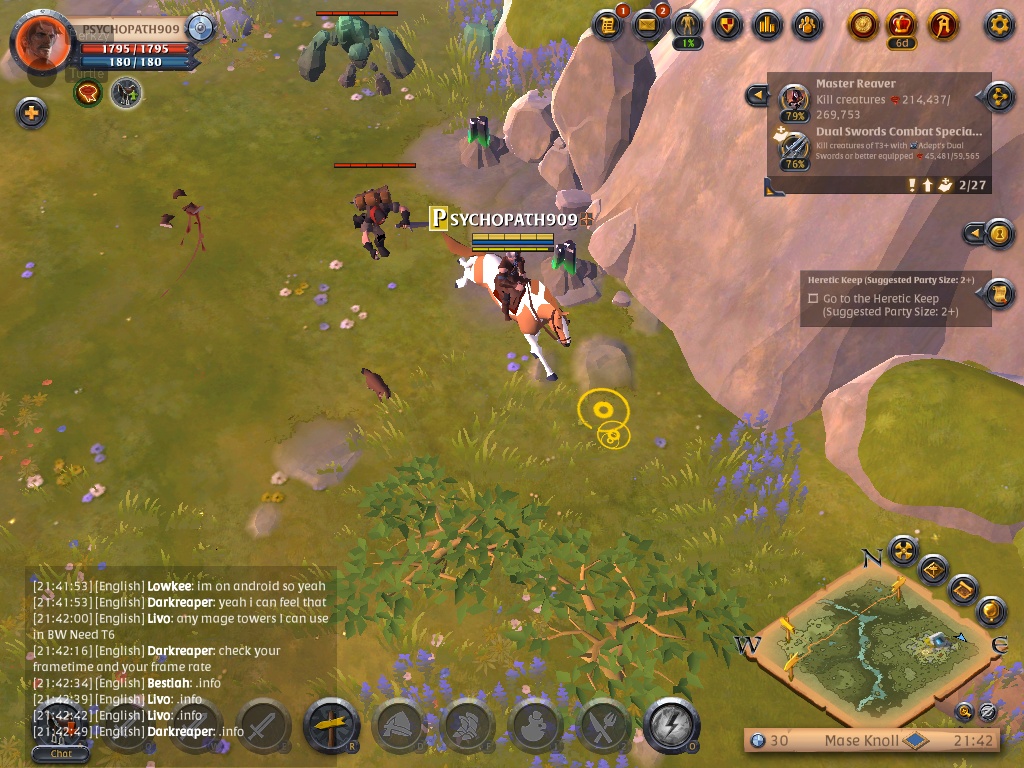 PSYCHOPATH909
1795 / 1795
180 / 180
Turtle
1
2
1%
6d
Master Reaver
Kill creatures 214,437/
269,753
79%
Dual Swords Combat Specia...
Kill creatures of T3+ with Adept's Dual
Swords or better equipped 45,481/59,565
76%
2/27
PSYCHOPATH909
Heretic Keep (Suggested Party Size: 2+)
Go to the Heretic Keep
(Suggested Party Size: 2+)
[21:41:53] [English] Lowkee: im on android so yeah
[21:41:53] [English] Darkreaper: yeah i can feel that
[21:42:00] [English] Livo: any mage towers I can use
in BW Need T6
[21:42:16] [English] Darkreaper: check your
frametime and your frame rate
[21:42:34] [English] Bestiah: .info
[21:42:39] [English] Livo: .info
[21:42:42] [English] Livo: .info
[21:42:49] [English] Darkreaper: .info
Chat
R
O
N
W
E
30 Mase Knoll 21:42